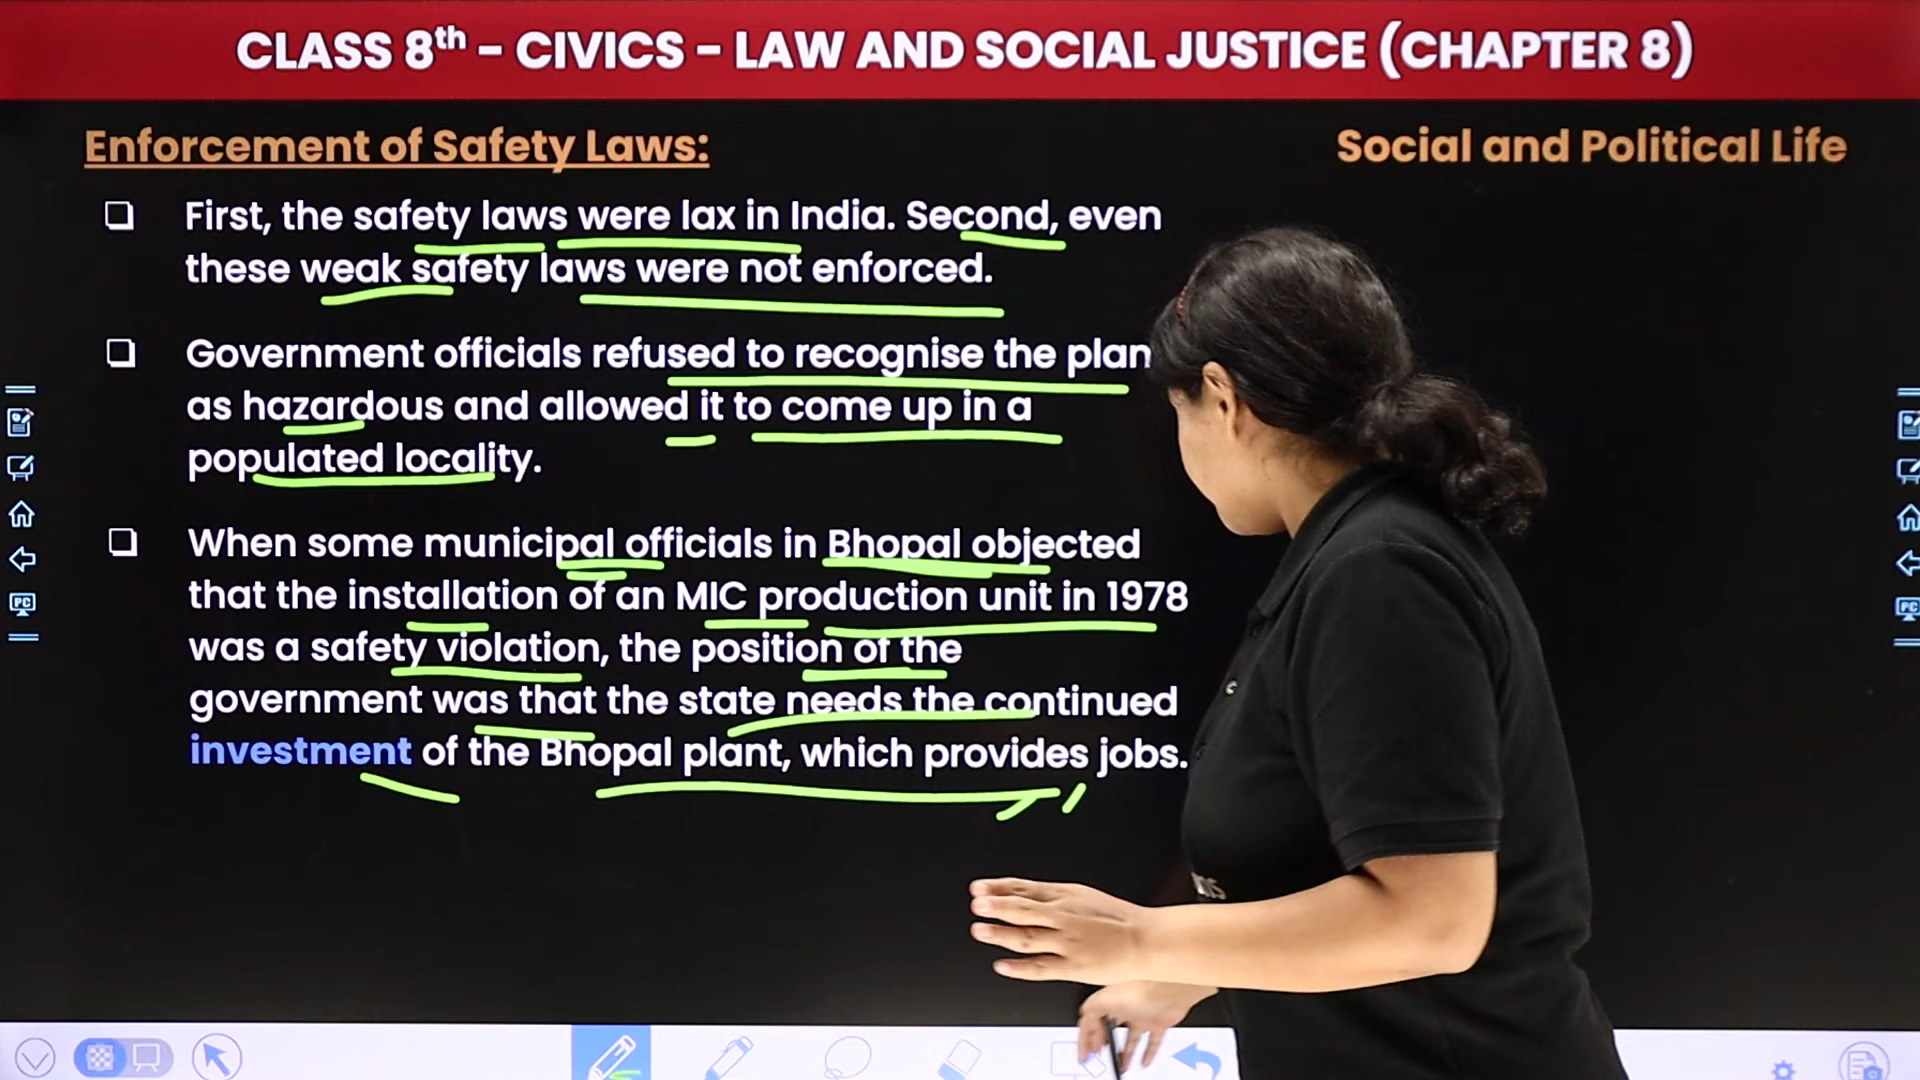 CLASS 8th - CIVICS - LAW AND SOCIAL JUSTICE (CHAPTER 8)
Enforcement of Safety Laws:
Social and Political Life
❑ First, the safety laws were lax in India. Second, even
these weak safety laws were not enforced.
❑ Government officials refused to recognise the plan
as hazardous and allowed it to come up in a
populated locality.
❑ When some municipal officials in Bhopal objected
that the installation of an MIC production unit in 1978
was a safety violation, the position of the
government was that the state needs the continued
investment of the Bhopal plant, which provides jobs.
PC
PC